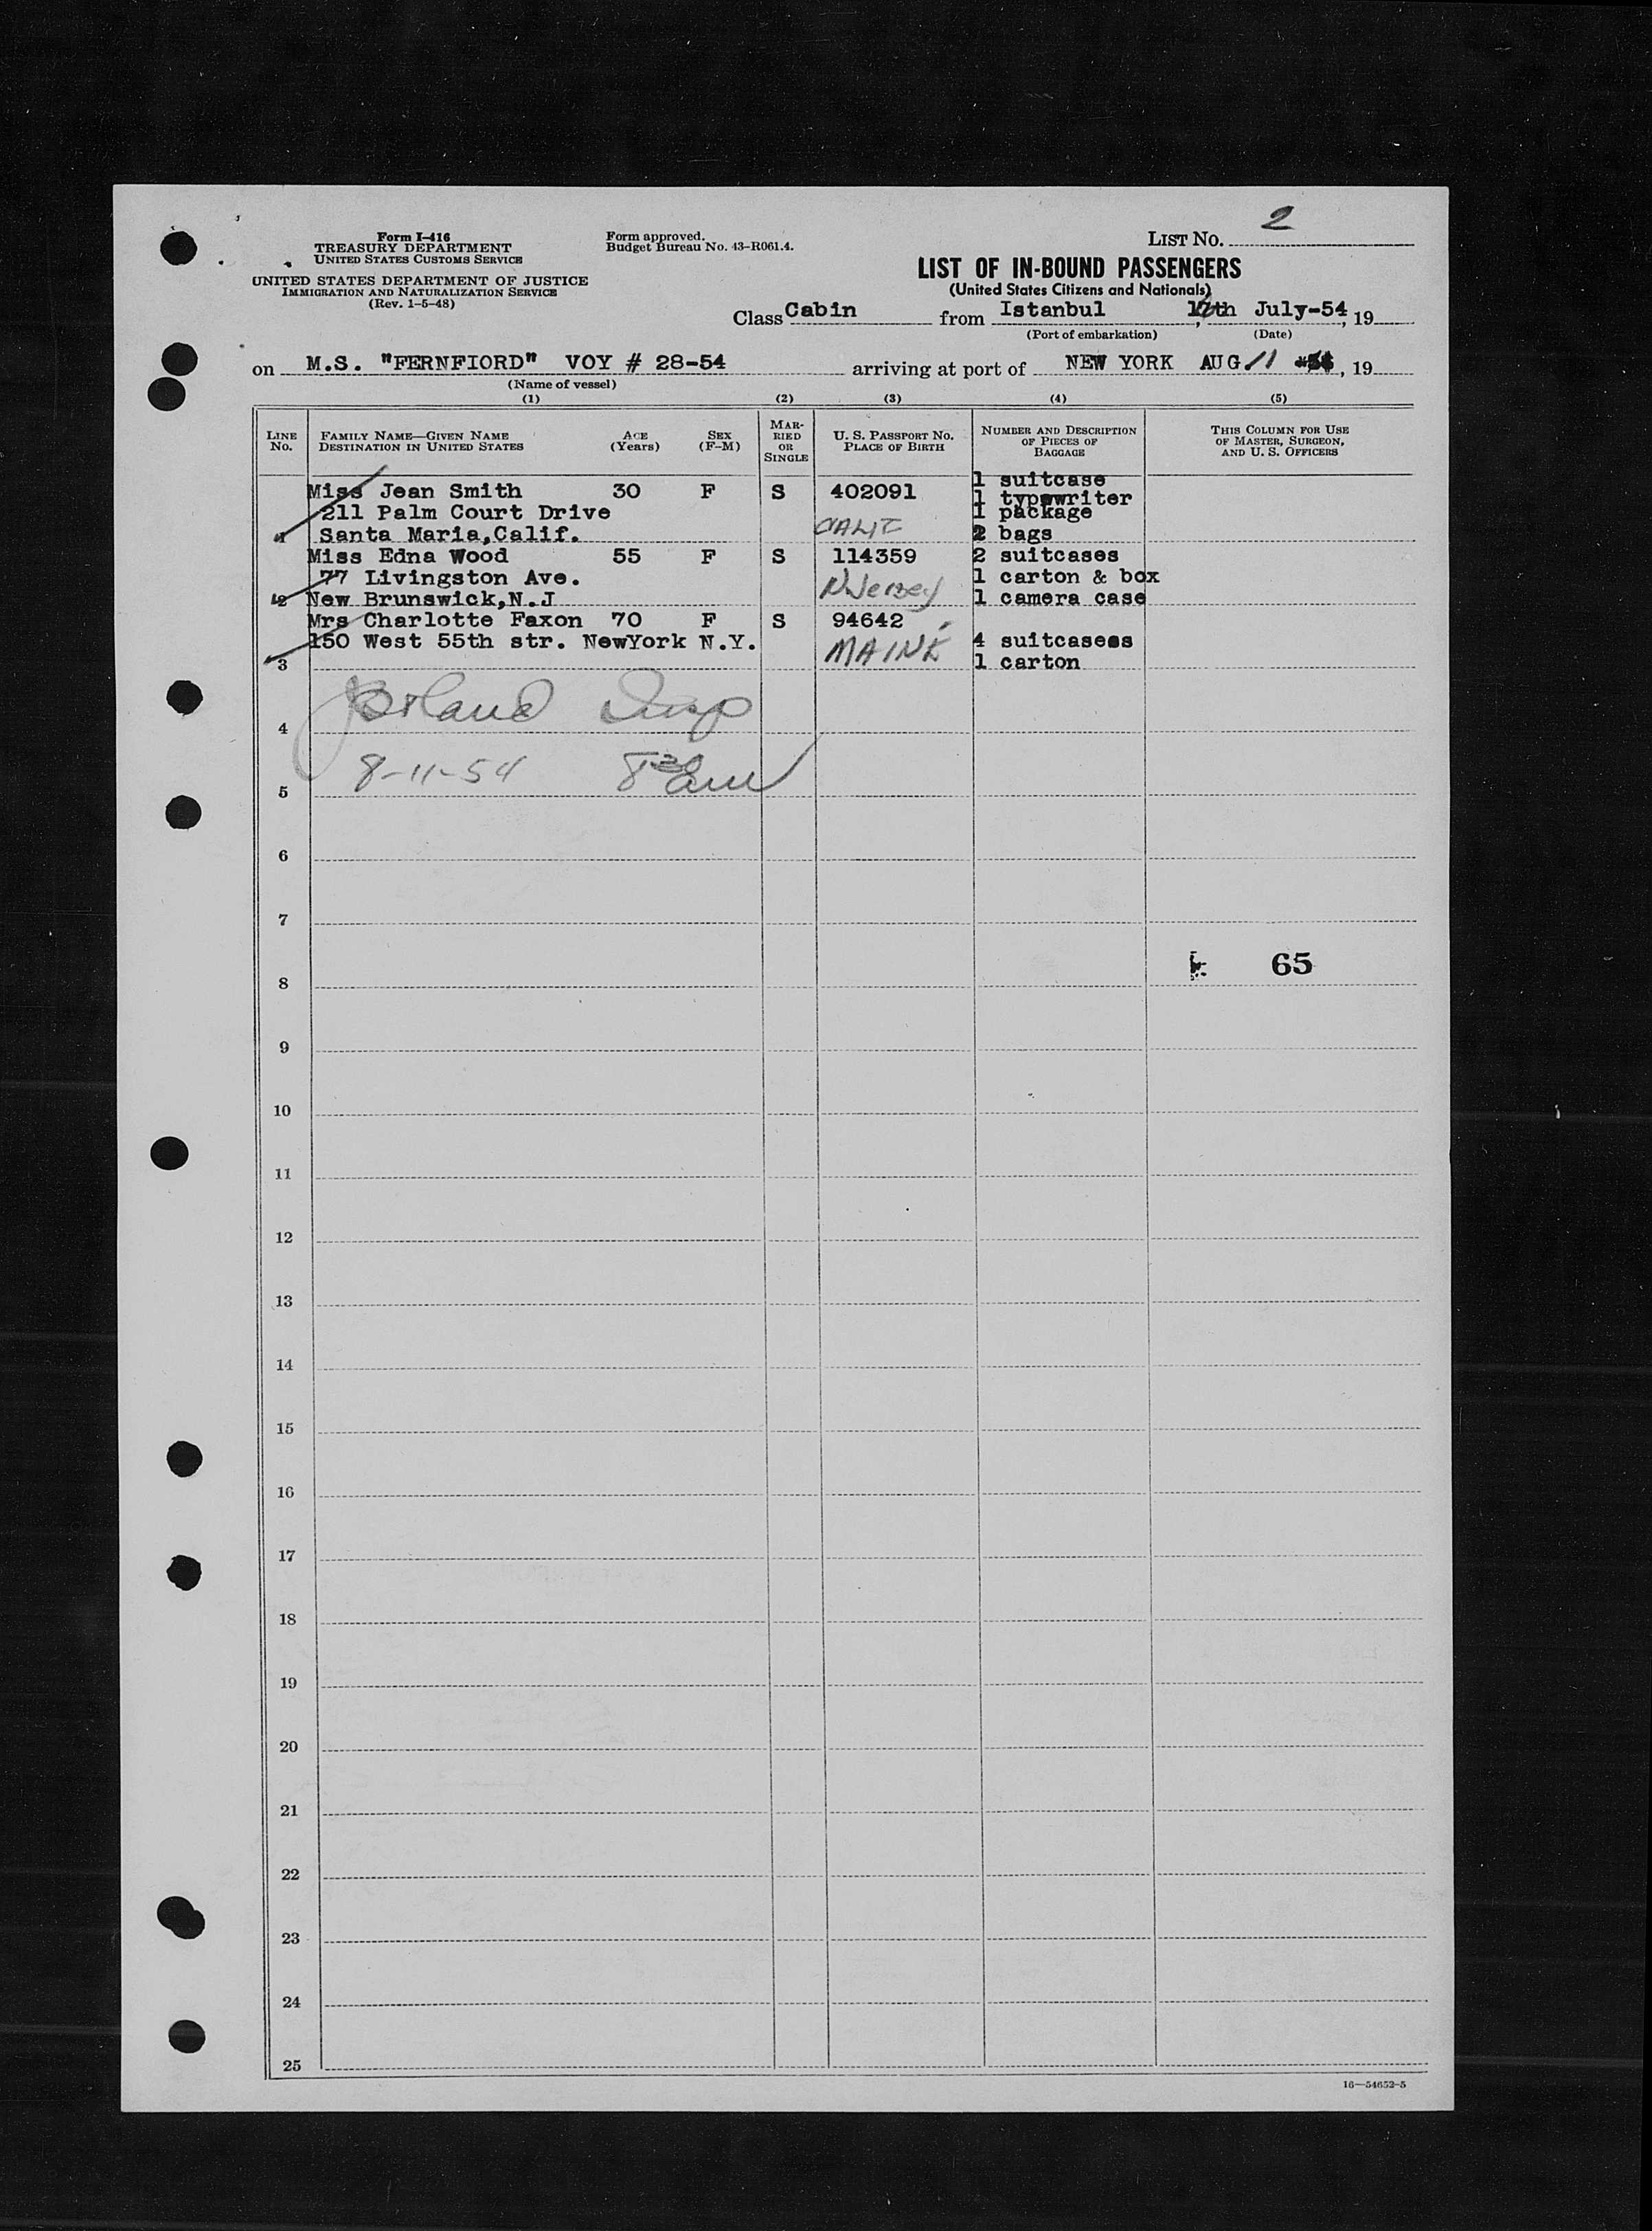 2
Form I-416
TREASURY DEPARTMENT
UNITED STATES CUSTOMS SERVICE
UNITED STATES DEPARTMENT OF JUSTICE
IMMIGRATION AND NATURALIZATION SERVICE
(Rev. 1-5-48)
Form approved.
Budget Bureau No. 43-R061.4.
LIST NO.
LIST OF IN-BOUND PASSENGERS
(United States Citizens and Nationals)
Class Cabin from Istanbul , July-54, 19
(Port of embarkation) (Date)
on M.S. "FERNFIORD" VOY # 28-54 arriving at port of NEW YORK AUG. 11 , 19
(Name of vessel)
(1) (2) (3) (4) (5)
LINE NO.
FAMILY NAME—GIVEN NAME
DESTINATION IN UNITED STATES
AGE
(Years)
SEX
(F-M)
MAR-
RIED
OR
SINGLE
U. S. PASSPORT NO.
PLACE OF BIRTH
NUMBER AND DESCRIPTION
OF PIECES OF
BAGGAGE
THIS COLUMN FOR USE
OF MASTER, SURGEON,
AND U. S. OFFICERS
1 suitcase
Miss Jean Smith 30 F S 402091 1 typewriter
211 Palm Court Drive 1 package
1 Santa Maria,Calif. CALIF 2 bags
Miss Edna Wood 55 F S 114359 2 suitcases
77 Livingston Ave. 1 carton & box
2 New Brunswick,N.J N Jersey 1 camera case
Mrs Charlotte Faxon 70 F S 94642
150 West 55th str. NewYork N.Y. MAINE 4 suitcases
3 1 carton
Insp
4
8-11-54 8 30 am
5
6
7
65
8
9
10
11
12
13
14
15
16
17
18
19
20
21
22
23
24
25
16—54652-5